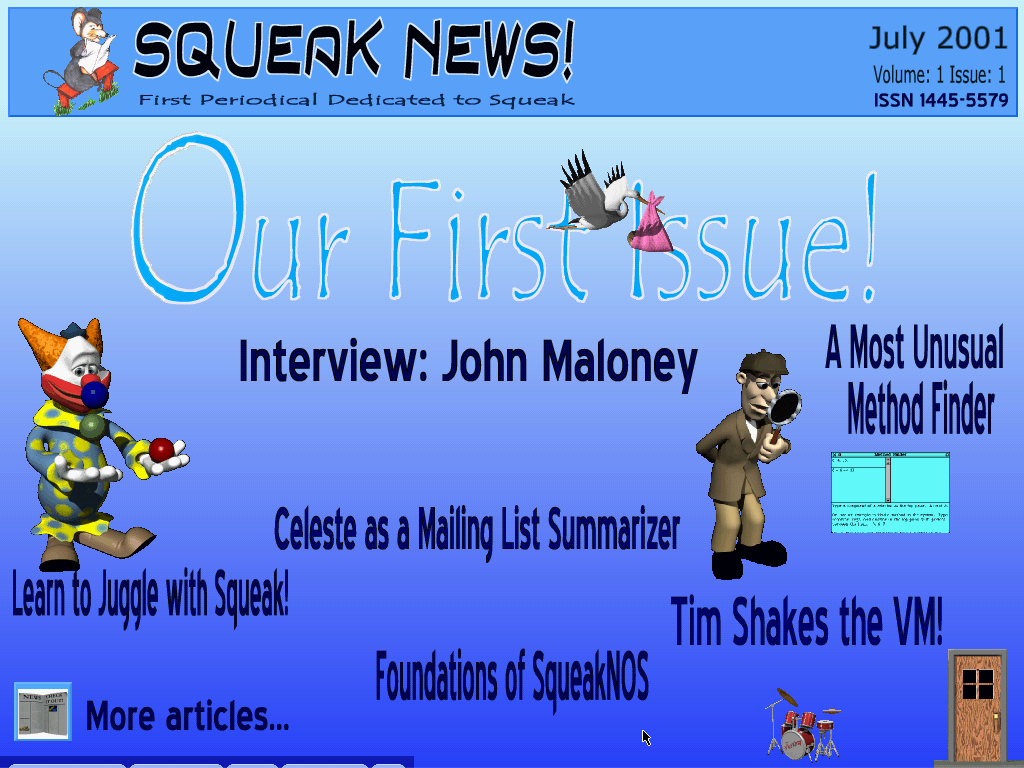 SQUEAK NEWS!
First Periodical Dedicated to Squeak
July 2001
Volume: 1 Issue: 1
ISSN 1445-5579
Our First Issue!
Interview: John Maloney
A Most Unusual
Method Finder
Method Finder
Celeste as a Mailing List Summarizer
Learn to Juggle with Squeak!
Tim Shakes the VM!
Foundations of SqueakNOS
NEWS
More articles...